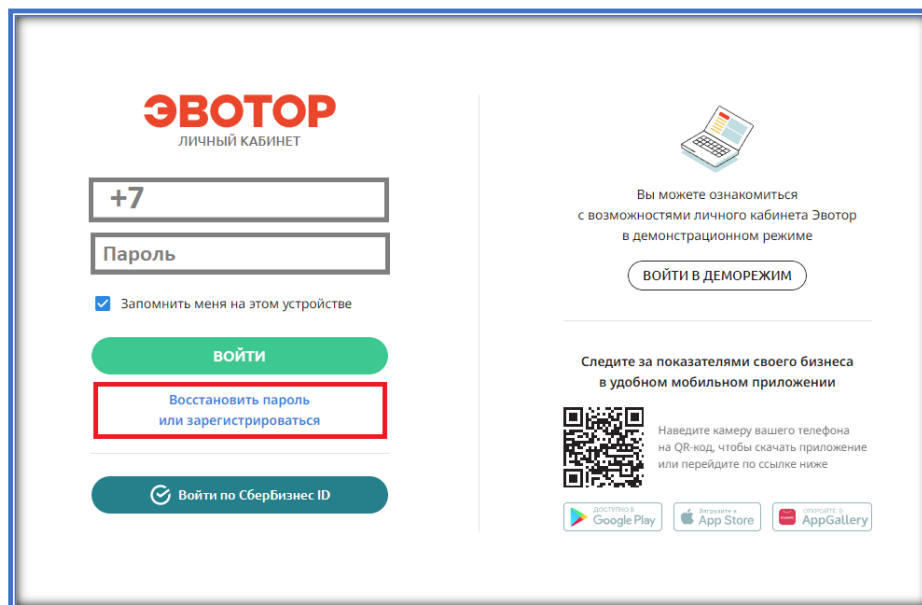 ЭВОТОР
ЛИЧНЫЙ КАБИНЕТ
+7
Пароль
Запомнить меня на этом устройстве
ВОЙТИ
Восстановить пароль
или зарегистрироваться
Войти по СберБизнес ID
Вы можете ознакомиться
с возможностями личного кабинета Эвотор
в демонстрационном режиме
ВОЙТИ В ДЕМОРЕЖИМ
Следите за показателями своего бизнеса
в удобном мобильном приложении
Наведите камеру вашего телефона
на QR-код, чтобы скачать приложение
или перейдите по ссылке ниже
ДОСТУПНО В
Google Play
Загрузите в
App Store
ОТКРОЙТЕ В
AppGallery